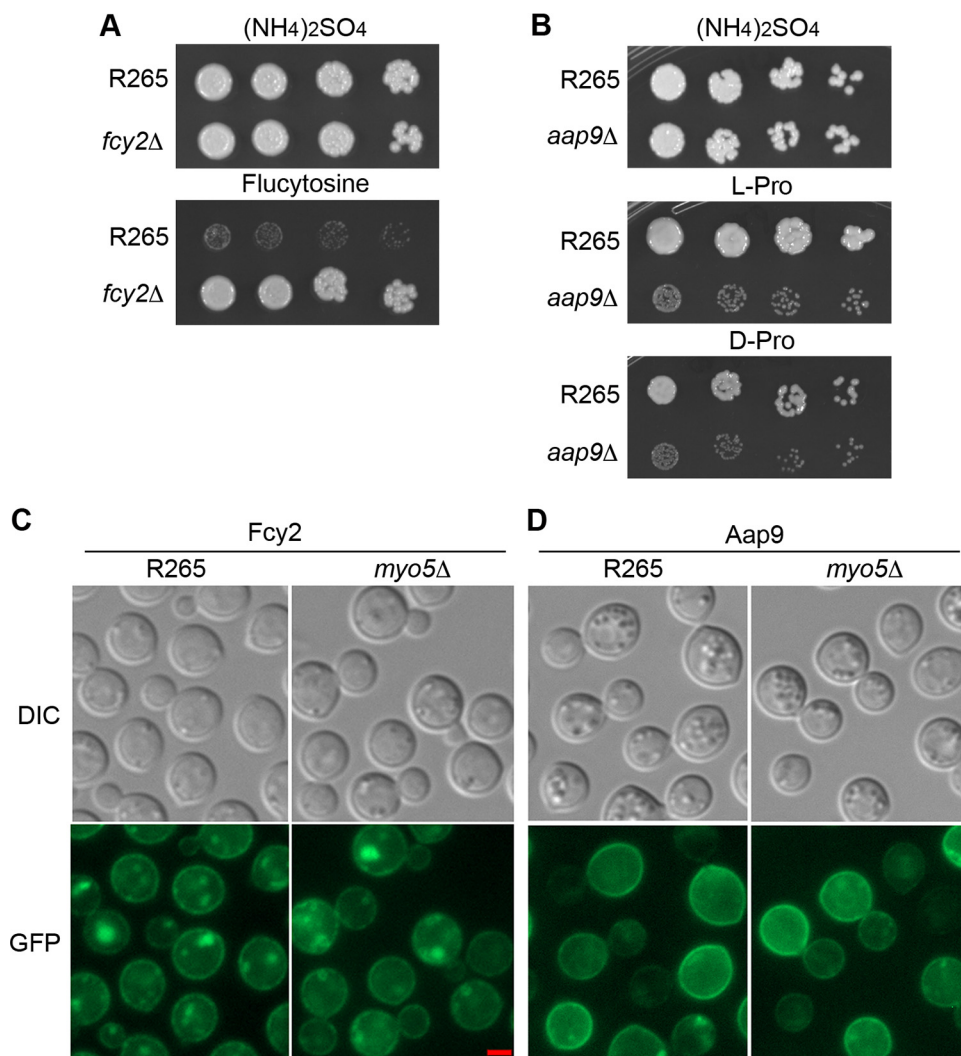 A
(NH4)2SO4
R265
fcy2Δ
Flucytosine
R265
fcy2Δ
B
(NH4)2SO4
R265
aap9Δ
L-Pro
R265
aap9Δ
D-Pro
R265
aap9Δ
C
Fcy2
R265 myo5Δ
DIC
GFP
D
Aap9
R265 myo5Δ